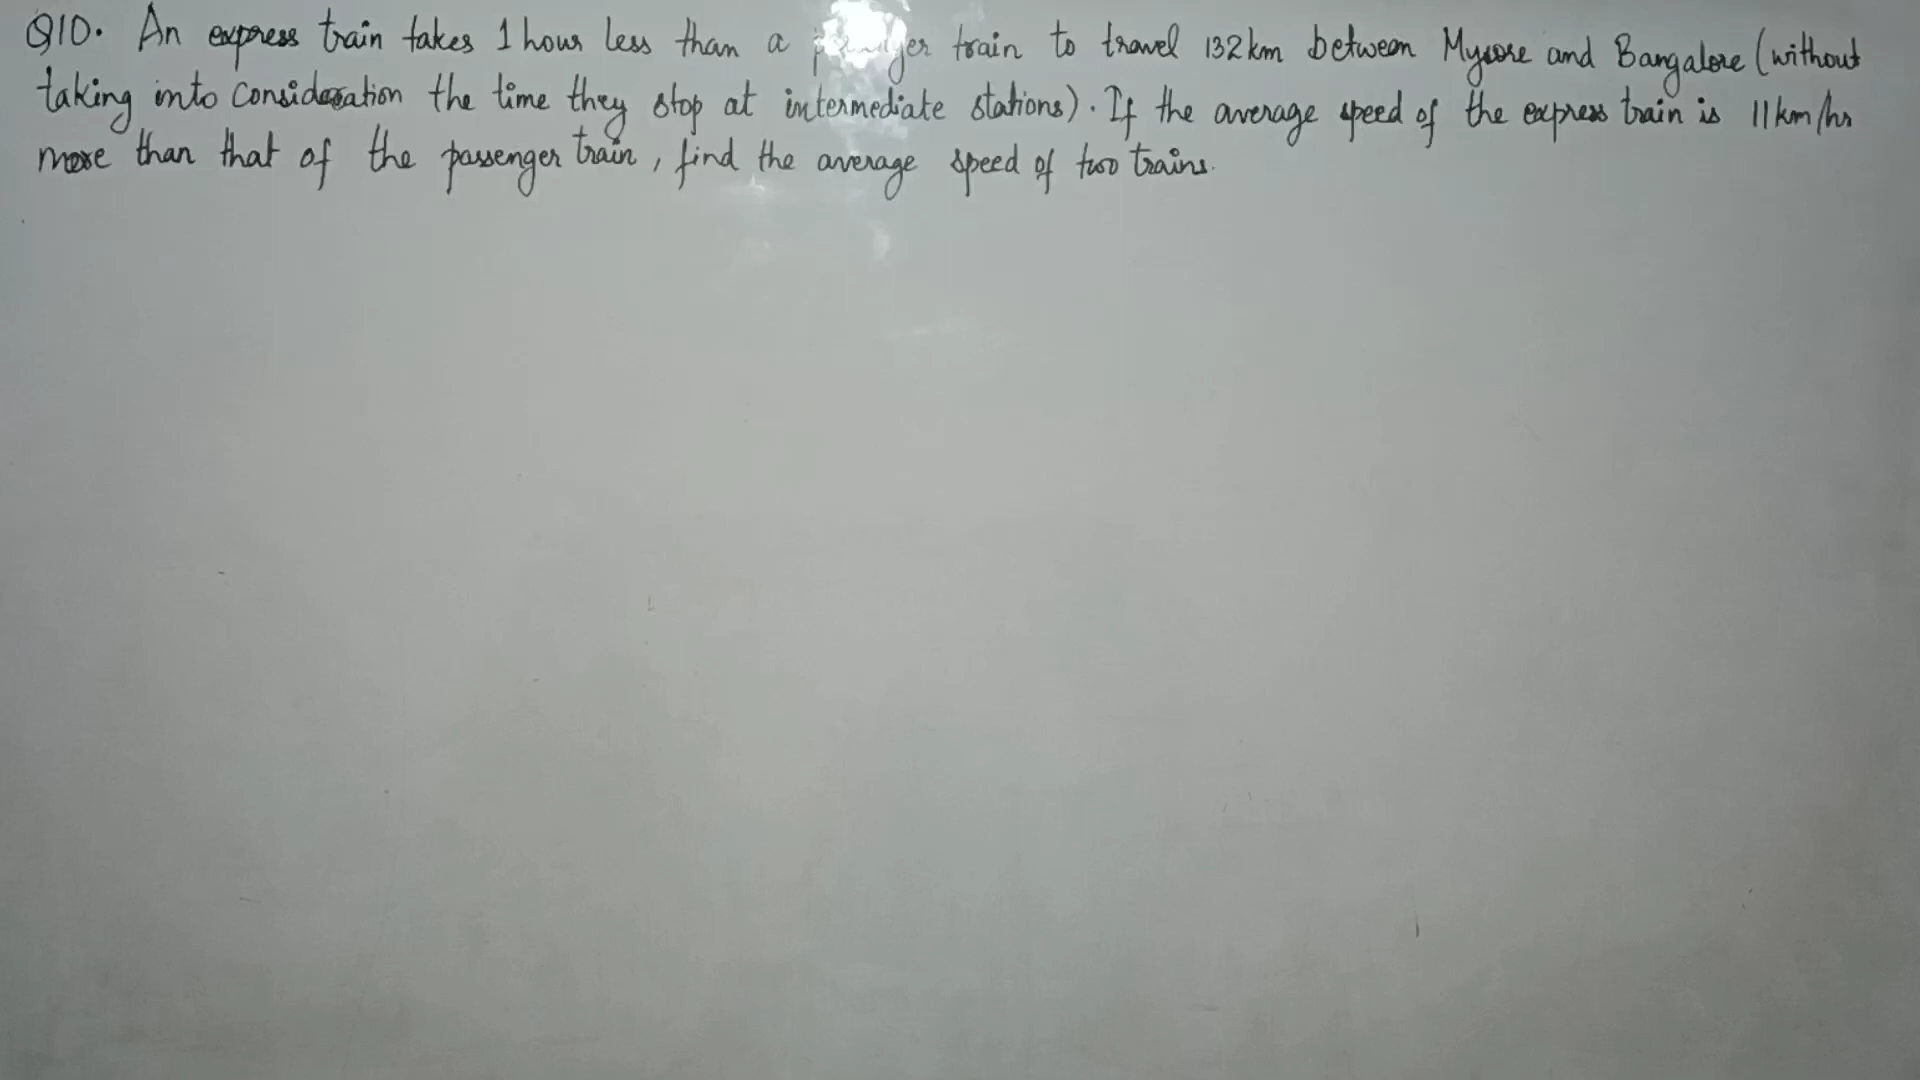 Q10. An express train takes 1 hour less than a train to travel 132 km between Mysore and Bangalore (without
taking into consideration the time they stop at intermediate stations). If the average speed of the express train is 11 km/hr
more than that of the passenger train, find the average speed of two trains.